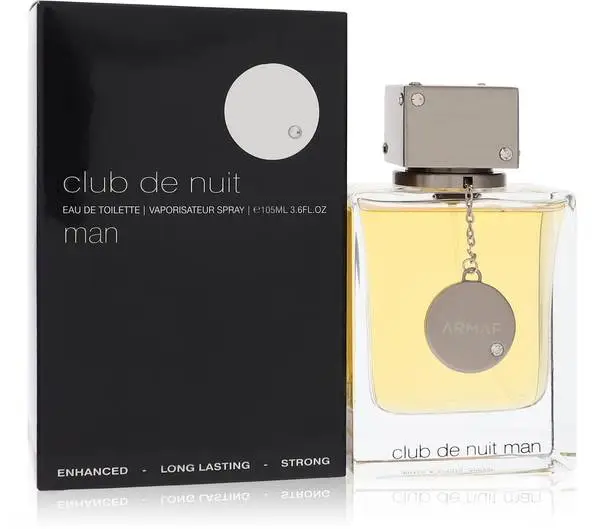 club de nuit
EAU DE TOILETTE | VAPORISATEUR SPRAY | ℮105ML 3.6FL.OZ
man
ENHANCED - LONG LASTING - STRONG
ARMAF
club de nuit man